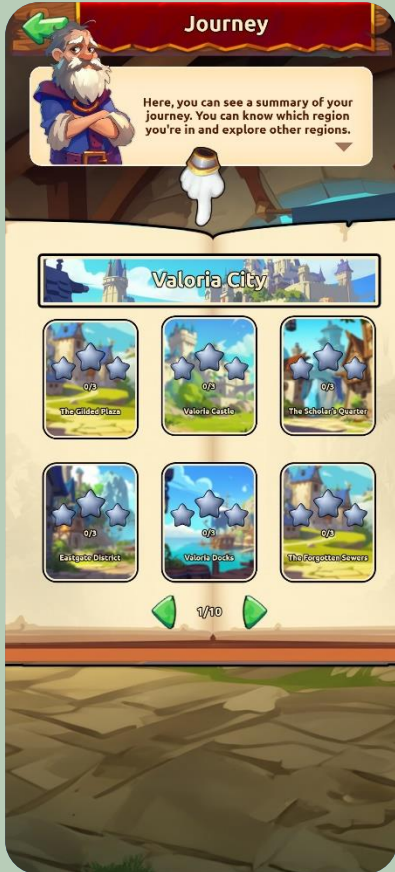 Journey
Here, you can see a summary of your
journey. You can know which region
you're in and explore other regions.
Valoria City
0/3
The Gilded Plaza
0/3
Valoria Castle
0/3
The Scholar's Quarter
0/3
Eastgate District
0/3
Valoria Docks
0/3
The Forgotten Sewers
1/10